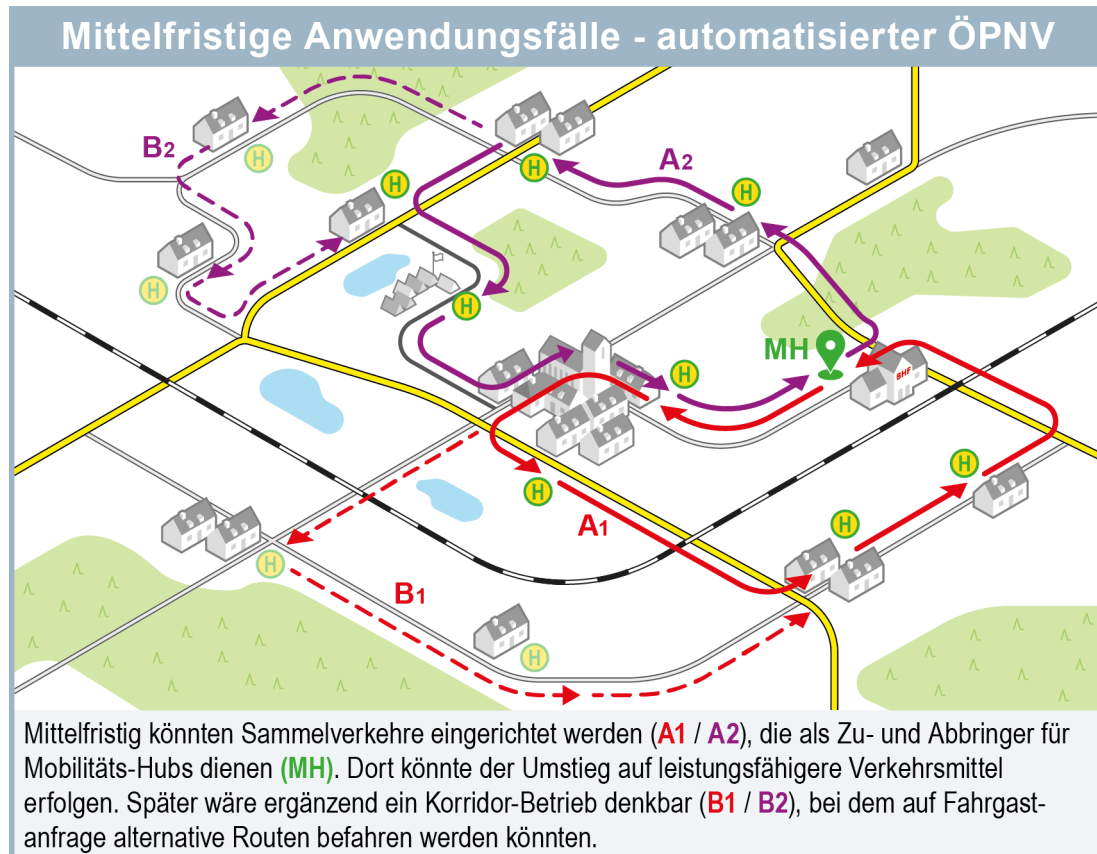 Mittelfristige Anwendungsfälle - automatisierter ÖPNV
B2
H
H
H
A2
H
H
H
H
MH
BHF
H
H
A1
H
H
H
B1
H
Mittelfristig könnten Sammelverkehre eingerichtet werden (A1 / A2), die als Zu- und Abbringer für
Mobilitäts-Hubs dienen (MH). Dort könnte der Umstieg auf leistungsfähigere Verkehrsmittel
erfolgen. Später wäre ergänzend ein Korridor-Betrieb denkbar (B1 / B2), bei dem auf Fahrgast-
anfrage alternative Routen befahren werden könnten.